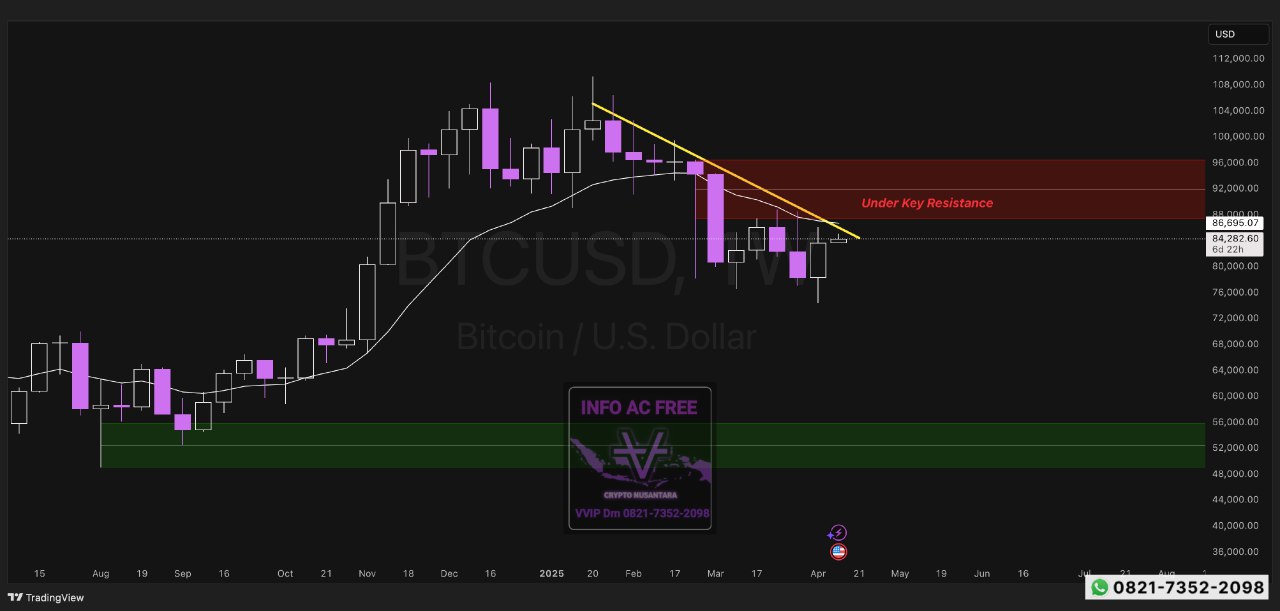 USD
112,000.00
108,000.00
104,000.00
100,000.00
96,000.00
92,000.00
Under Key Resistance
88,000.00
86,695.07
84,282.60
6d 22h
BTCUSD, 1W
80,000.00
76,000.00
72,000.00
Bitcoin / U.S. Dollar
68,000.00
64,000.00
60,000.00
56,000.00
52,000.00
48,000.00
44,000.00
40,000.00
36,000.00
INFO AC FREE
CRYPTO NUSANTARA
VVIP Dm 0821-7352-2098
15 Aug 19 Sep 16 Oct 21 Nov 18 Dec 16 2025 20 Feb 17 Mar 17 Apr 21 May 19 Jun 16 Jul 21 Aug 1
0821-7352-2098
TradingView